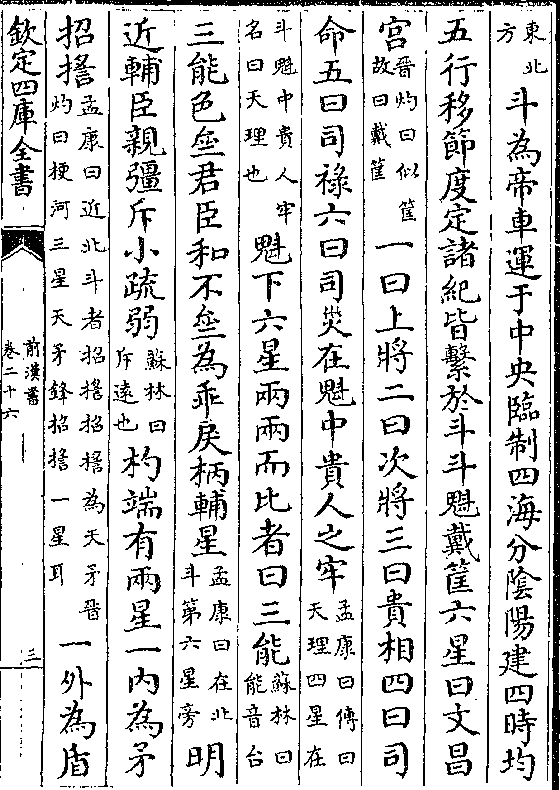 東北方斗為帝車運于中央臨制四海分陰陽建四時均
五行移節度定諸紀皆繫於斗斗魁戴筐六星曰文昌
宮晉灼曰似筐故曰戴筐一曰上將二曰次將三曰貴相四曰司
命五曰司祿六曰司災在魁中貴人之牢孟康曰傳曰天理四星在
斗魁中貴人牢名曰天理也魁下六星兩兩而比者曰三能蘇林曰能音台
三能色㘴君臣和不㘴為乖戾柄輔星孟康曰在北斗第六星旁明
近輔臣親彊斥小疏弱蘇林曰斥遠也杓端有兩星一內為矛
招搖孟康曰近北斗者招搖招搖為天矛晉灼曰梗河三星天矛鋒招搖一星耳一外為盾
欽定四庫全書
前漢書
卷二十六
三